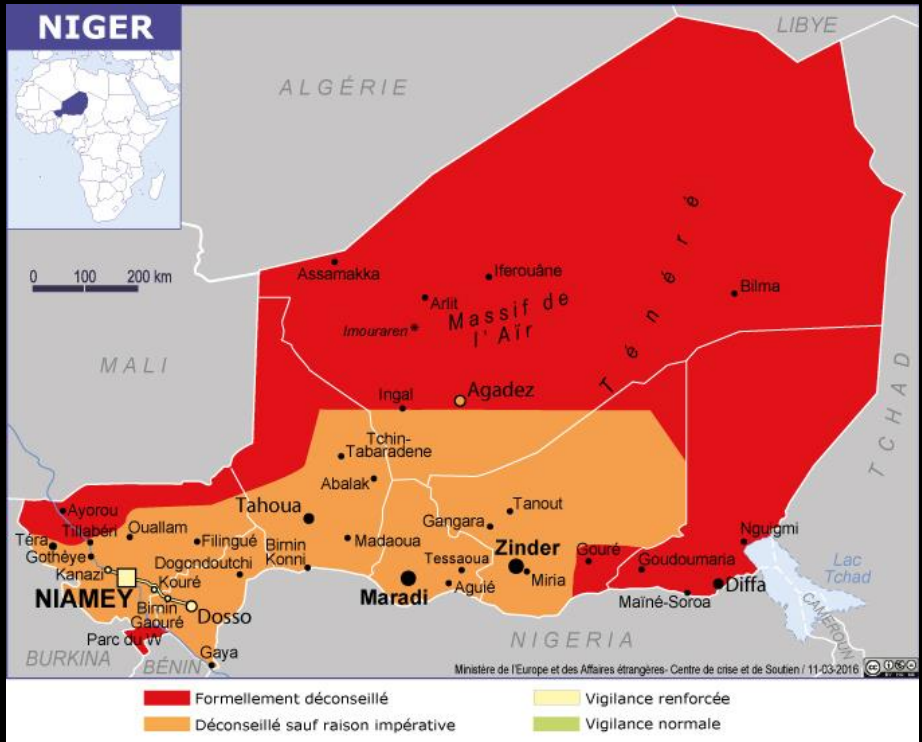 NIGER
LIBYE
ALGÉRIE
0 100 200 km
Assamakka
Iferouâne
Arlit
Bilma
Imouraren
Massif de
l'Aïr
Ténéré
MALI
TCHAD
Ingal
Agadez
Tchin-
Tabaradene
Abalak
Tahoua
Tanout
Gangara
Ayorou
Tillabéri
Ouallam
Téra
Filingué
Birnin
Konni
Madaoua
Gothèye
Dogondoutchi
Tessaoua
Zinder
Gouré
Goudoumaria
Nguigmi
Kanazi
Kouré
Maradi
Aguié
Miria
Diffa
Lac
Tchad
NIAMEY
Birnin
Gaouré
Dosso
Maïné-Soroa
CAMEROUN
Parc du W
Gaya
BURKINA
BÉNIN
NIGERIA
Ministère de l'Europe et des Affaires étrangères- Centre de crise et de Soutien / 11-03-2016
Formellement déconseillé
Vigilance renforcée
Déconseillé sauf raison impérative
Vigilance normale